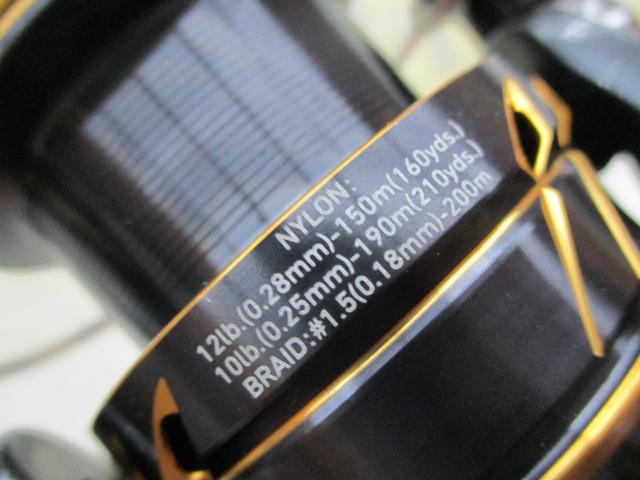 NYLON:
12lb.(0.28mm)-150m(160yds.)
10lb.(0.25mm)-190m(210yds.)
BRAID:#1.5(0.18mm)-200m